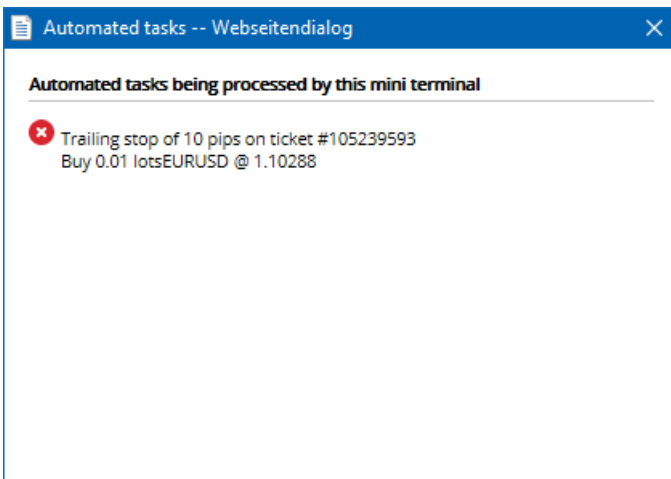 Automated tasks -- Webseitendialog
Automated tasks being processed by this mini terminal
Trailing stop of 10 pips on ticket #105239593
Buy 0.01 lotsEURUSD @ 1.10288